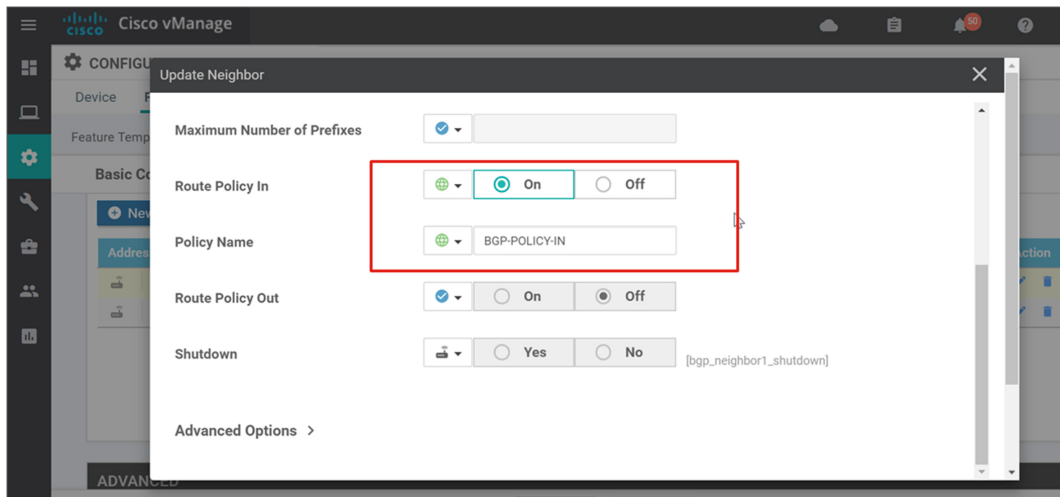 cisco Cisco vManage 50
CONFIGU
Update Neighbor
Device F
Maximum Number of Prefixes
Feature Temp
Basic Co
Route Policy In On Off
New
Policy Name BGP-POLICY-IN
Addres ction
Route Policy Out On Off
Shutdown Yes No [bgp_neighbor1_shutdown]
Advanced Options
ADVANCED